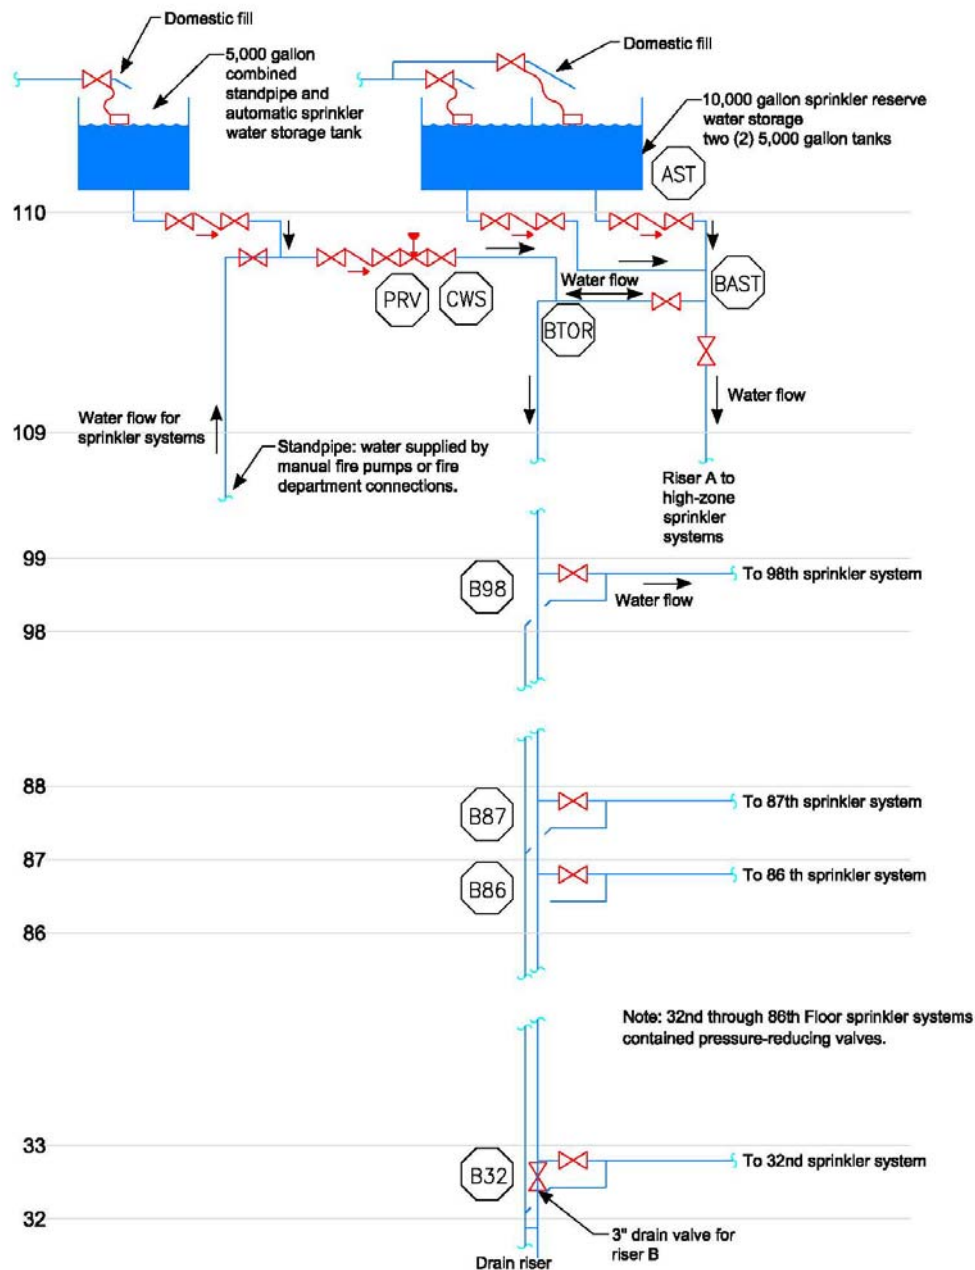 Domestic fill
5,000 gallon
combined
standpipe and
automatic sprinkler
water storage tank
Domestic fill
10,000 gallon sprinkler reserve
water storage
two (2) 5,000 gallon tanks
AST
110
PRV
CWS
Water flow
BAST
BTOR
Water flow for
sprinkler systems
Water flow
109
Standpipe: water supplied by
manual fire pumps or fire
department connections.
Riser A to
high-zone
sprinkler
systems
99
B98
To 98th sprinkler system
Water flow
98
88
B87
To 87th sprinkler system
87
B86
To 86 th sprinkler system
86
Note: 32nd through 86th Floor sprinkler systems
contained pressure-reducing valves.
33
B32
To 32nd sprinkler system
32
3" drain valve for
riser B
Drain riser